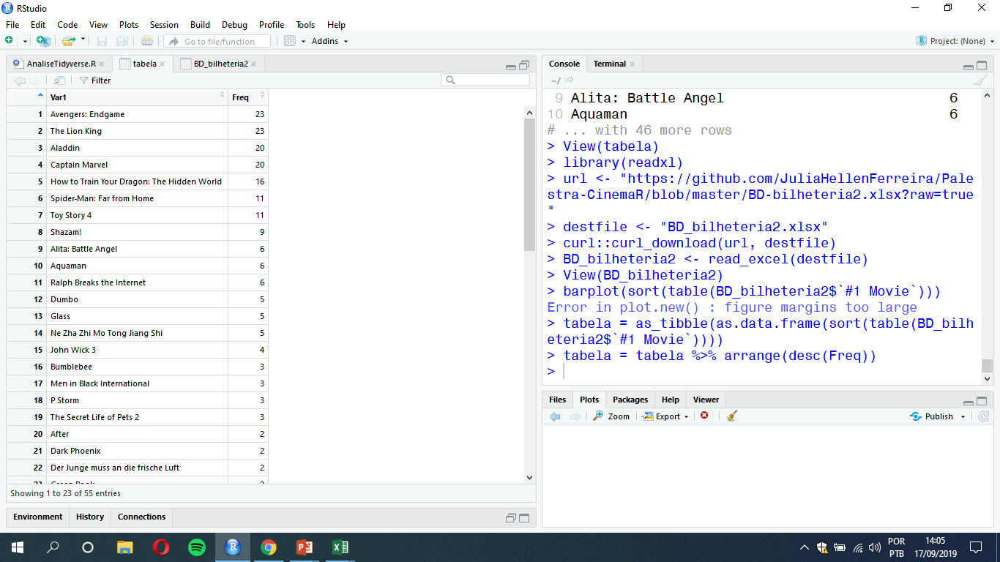 RStudio
File Edit Code View Plots Session Build Debug Profile Tools Help
Go to file/function Addins Project: (None)
AnaliseTidyverse.R tabela BD_bilheteria2
Filter
Var1 Freq
1 Avengers: Endgame 23
2 The Lion King 23
3 Aladdin 20
4 Captain Marvel 20
5 How to Train Your Dragon: The Hidden World 16
6 Spider-Man: Far from Home 11
7 Toy Story 4 11
8 Shazam! 9
9 Alita: Battle Angel 6
10 Aquaman 6
11 Ralph Breaks the Internet 6
12 Dumbo 5
13 Glass 5
14 Ne Zha Zhi Mo Tong Jiang Shi 5
15 John Wick 3 4
16 Bumblebee 3
17 Men in Black International 3
18 P Storm 3
19 The Secret Life of Pets 2 3
20 After 2
21 Dark Phoenix 2
22 Der Junge muss an die frische Luft 2
23 Green Book 2
Showing 1 to 23 of 55 entries
Environment History Connections
Console Terminal
~/
9 Alita: Battle Angel 6
10 Aquaman 6
# ... with 46 more rows
> View(tabela)
> library(readxl)
> url <- "https://github.com/JuliaHellenFerreira/Pale
stra-CinemaR/blob/master/BD-bilheteria2.xlsx?raw=true
"
> destfile <- "BD_bilheteria2.xlsx"
> curl::curl_download(url, destfile)
> BD_bilheteria2 <- read_excel(destfile)
> View(BD_bilheteria2)
> barplot(sort(table(BD_bilheteria2$`#1 Movie`)))
Error in plot.new() : figure margins too large
> tabela = as_tibble(as.data.frame(sort(table(BD_bilh
eteria2$`#1 Movie`))))
> tabela = tabela %>% arrange(desc(Freq))
>
Files Plots Packages Help Viewer
Zoom Export Publish
POR
PTB
14:05
17/09/2019